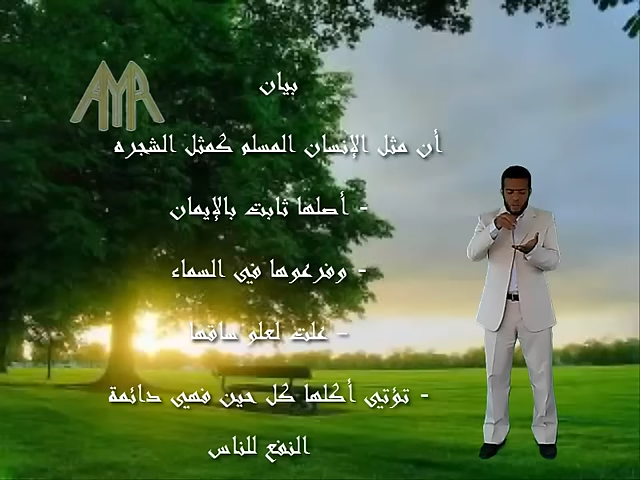 AMR
بيان
أن مثل الإنسان المسلم كمثل الشجره
- أصلها ثابت بالإيمان
- وفرعوها في السماء
- علت لعلو ساقها
- تؤتي أكلها كل حين فهي دائمة
النفع للناس